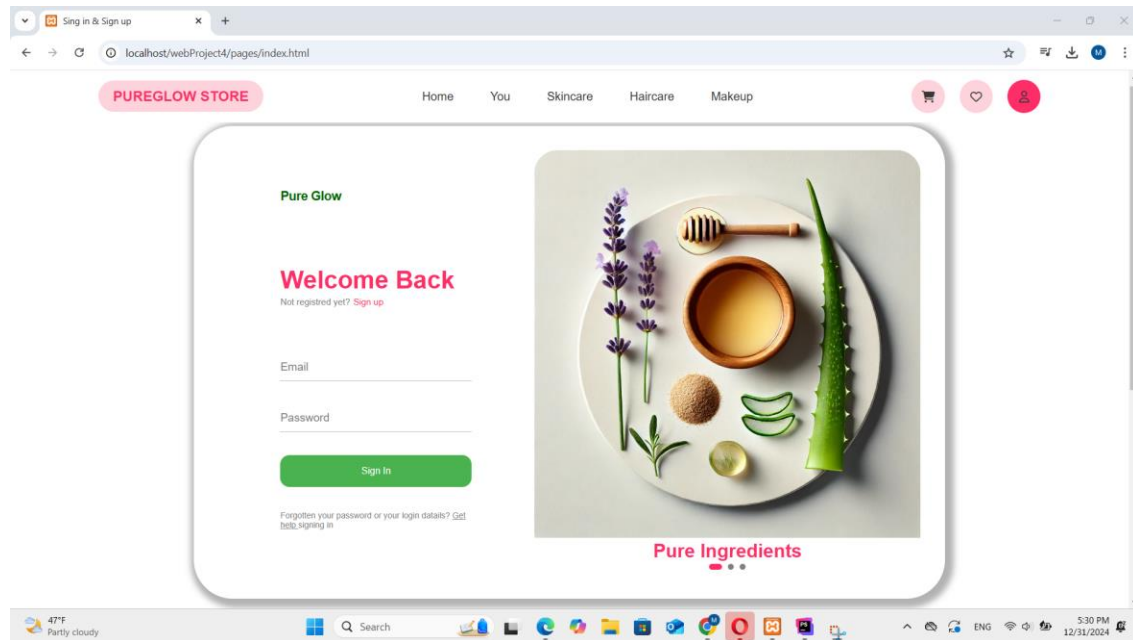 Sing in & Sign up
localhost/webProject4/pages/index.html
M
PUREGLOW STORE
Home You Skincare Haircare Makeup
Pure Glow
Welcome Back
Not registred yet? Sign up
Email
Password
Sign In
Forgotten your password or your login datails? Get
help signing in
Pure Ingredients
47°F
Partly cloudy
Search
ENG
5:30 PM
12/31/2024